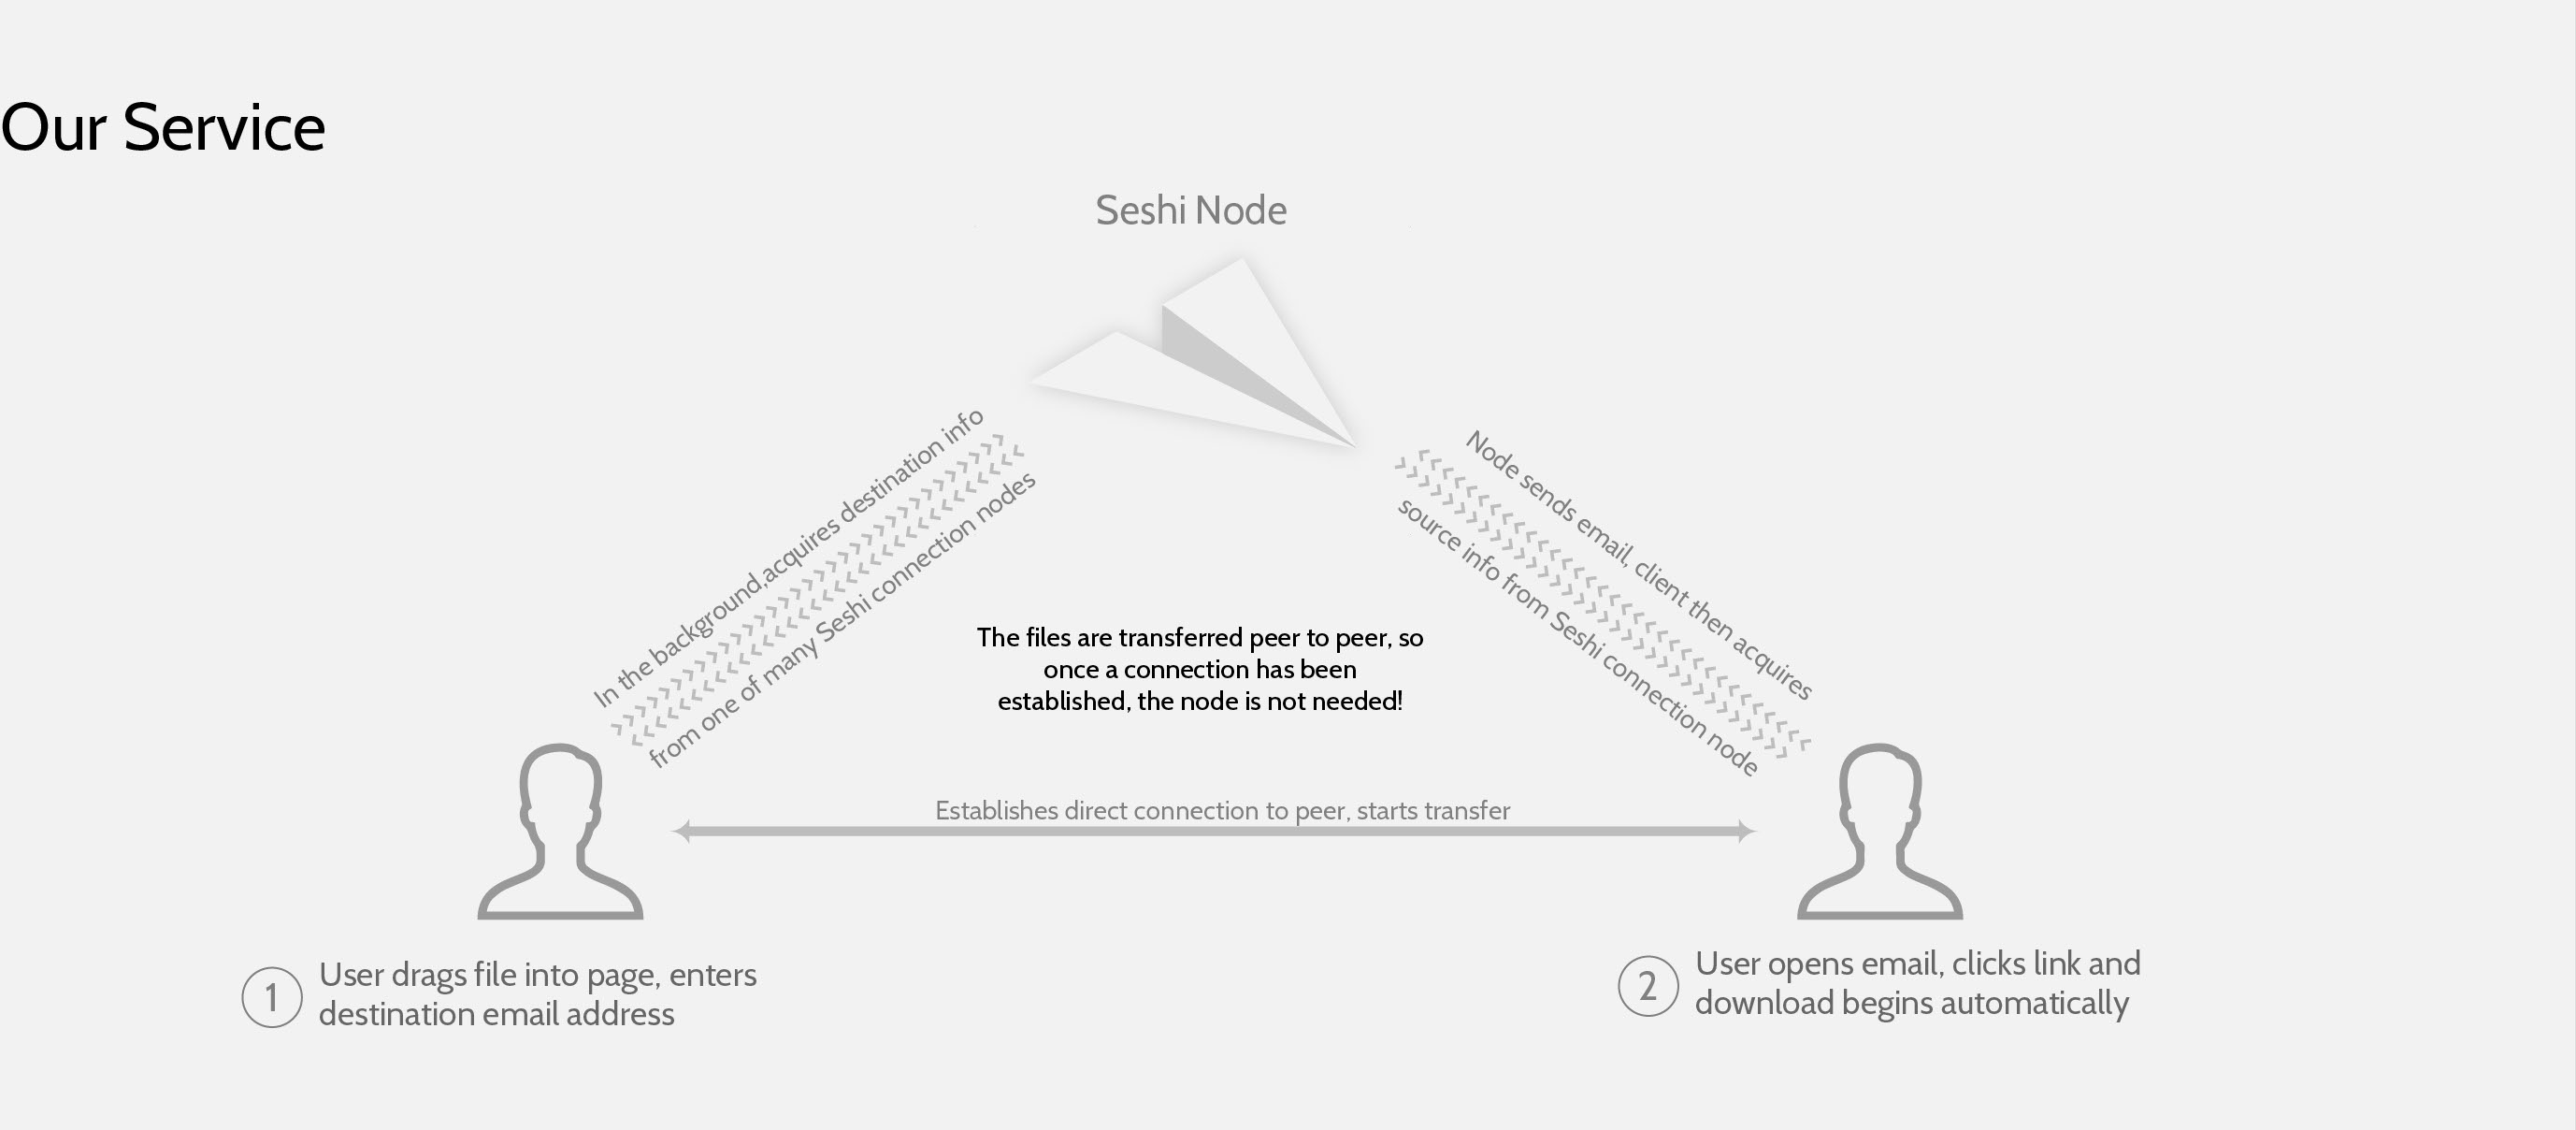 Our Service
Seshi Node
In the background,acquires destination info
from one of many Seshi connection nodes
Node sends email, client then acquires
source info from Seshi connection node
The files are transferred peer to peer, so
once a connection has been
established, the node is not needed!
Establishes direct connection to peer, starts transfer
1
User drags file into page, enters
destination email address
2
User opens email, clicks link and
download begins automatically